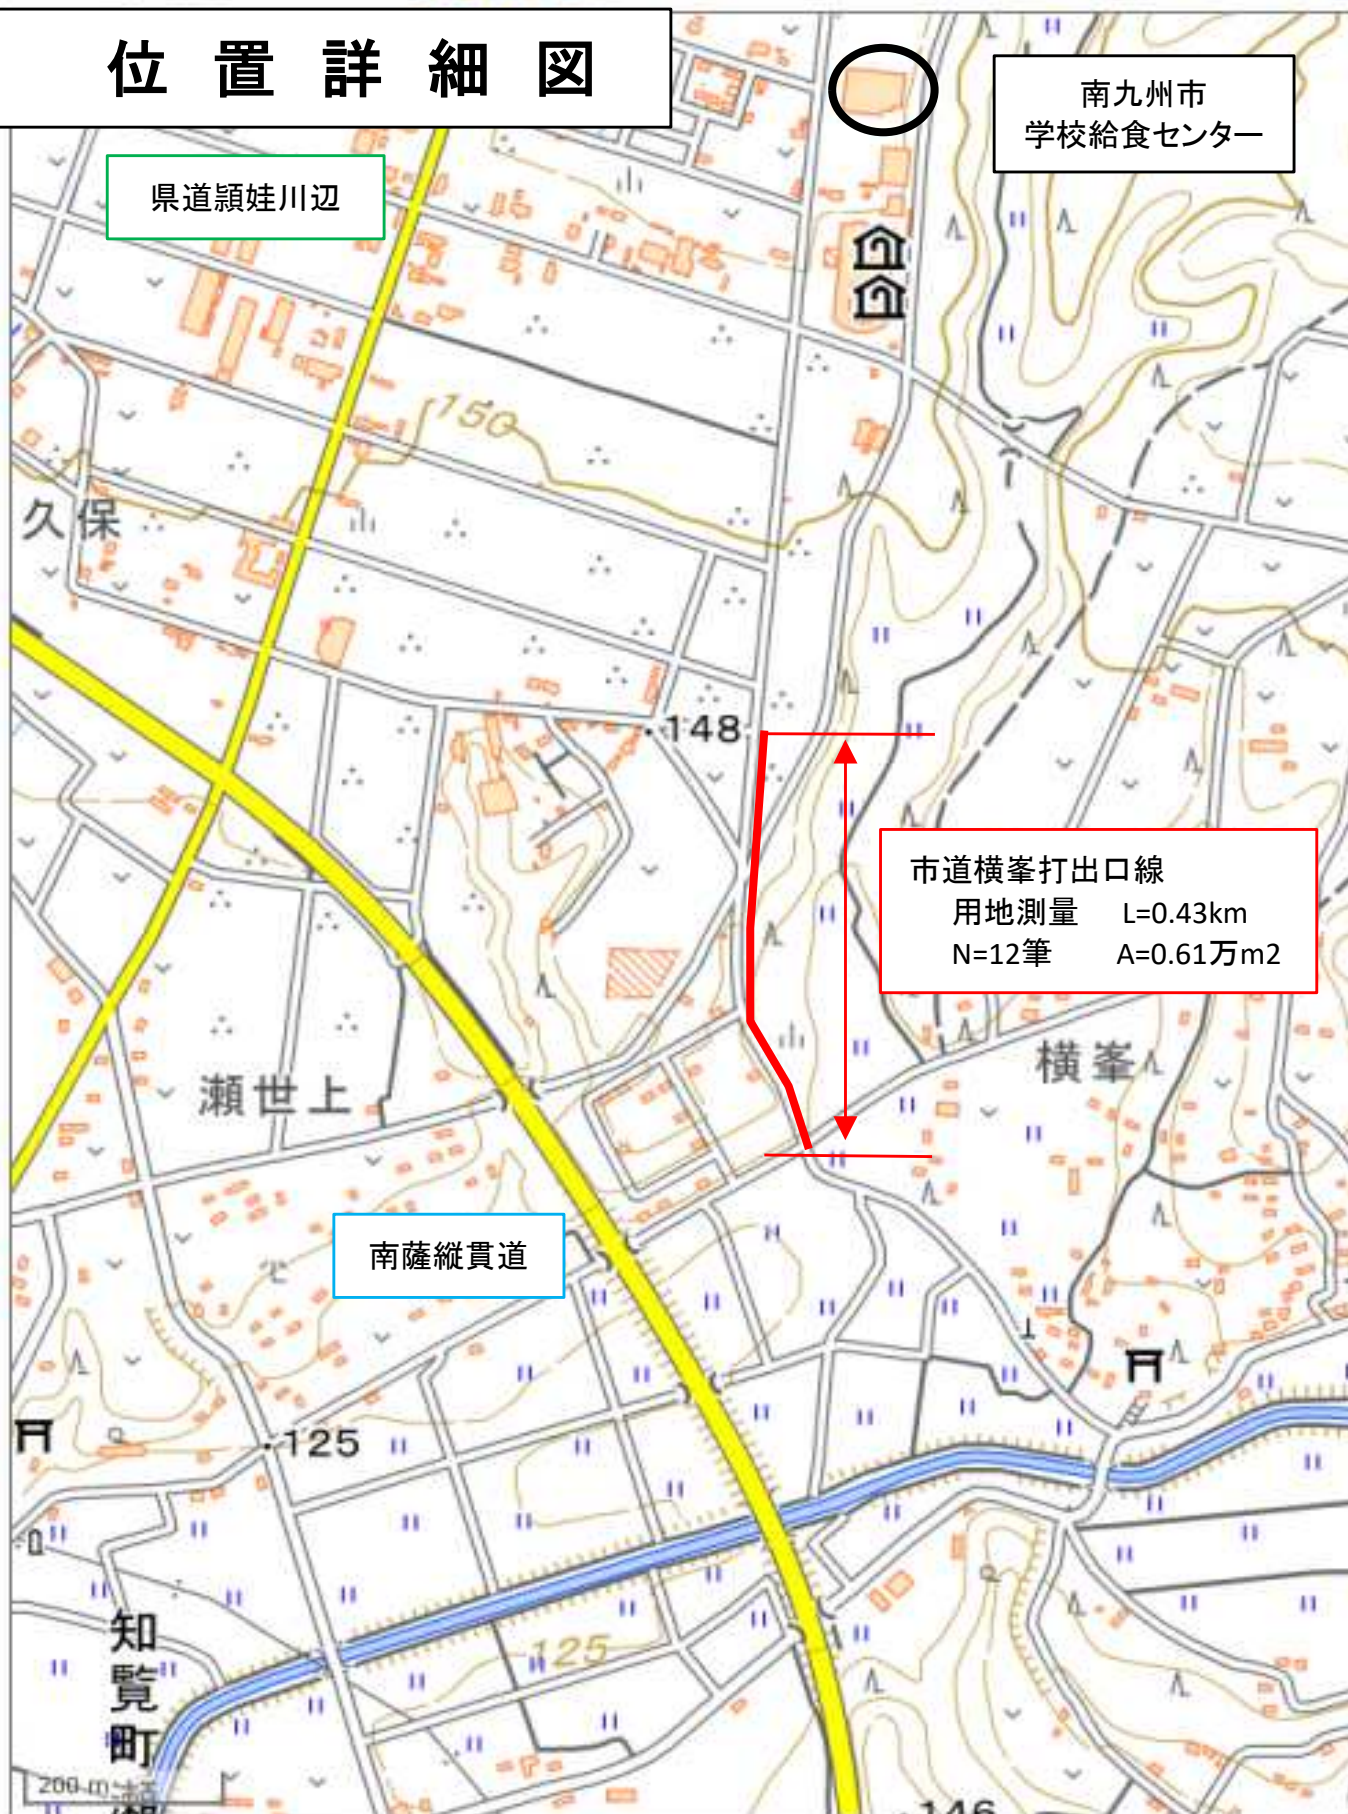 位置詳細図
南九州市
学校給食センター
県道頴娃川辺
150
久保
148
市道横峯打出口線
用地測量 L=0.43km
N=12筆 A=0.61万m2
横峯
瀬世上
南薩縦貫道
125
125
知覧町
200 m
146